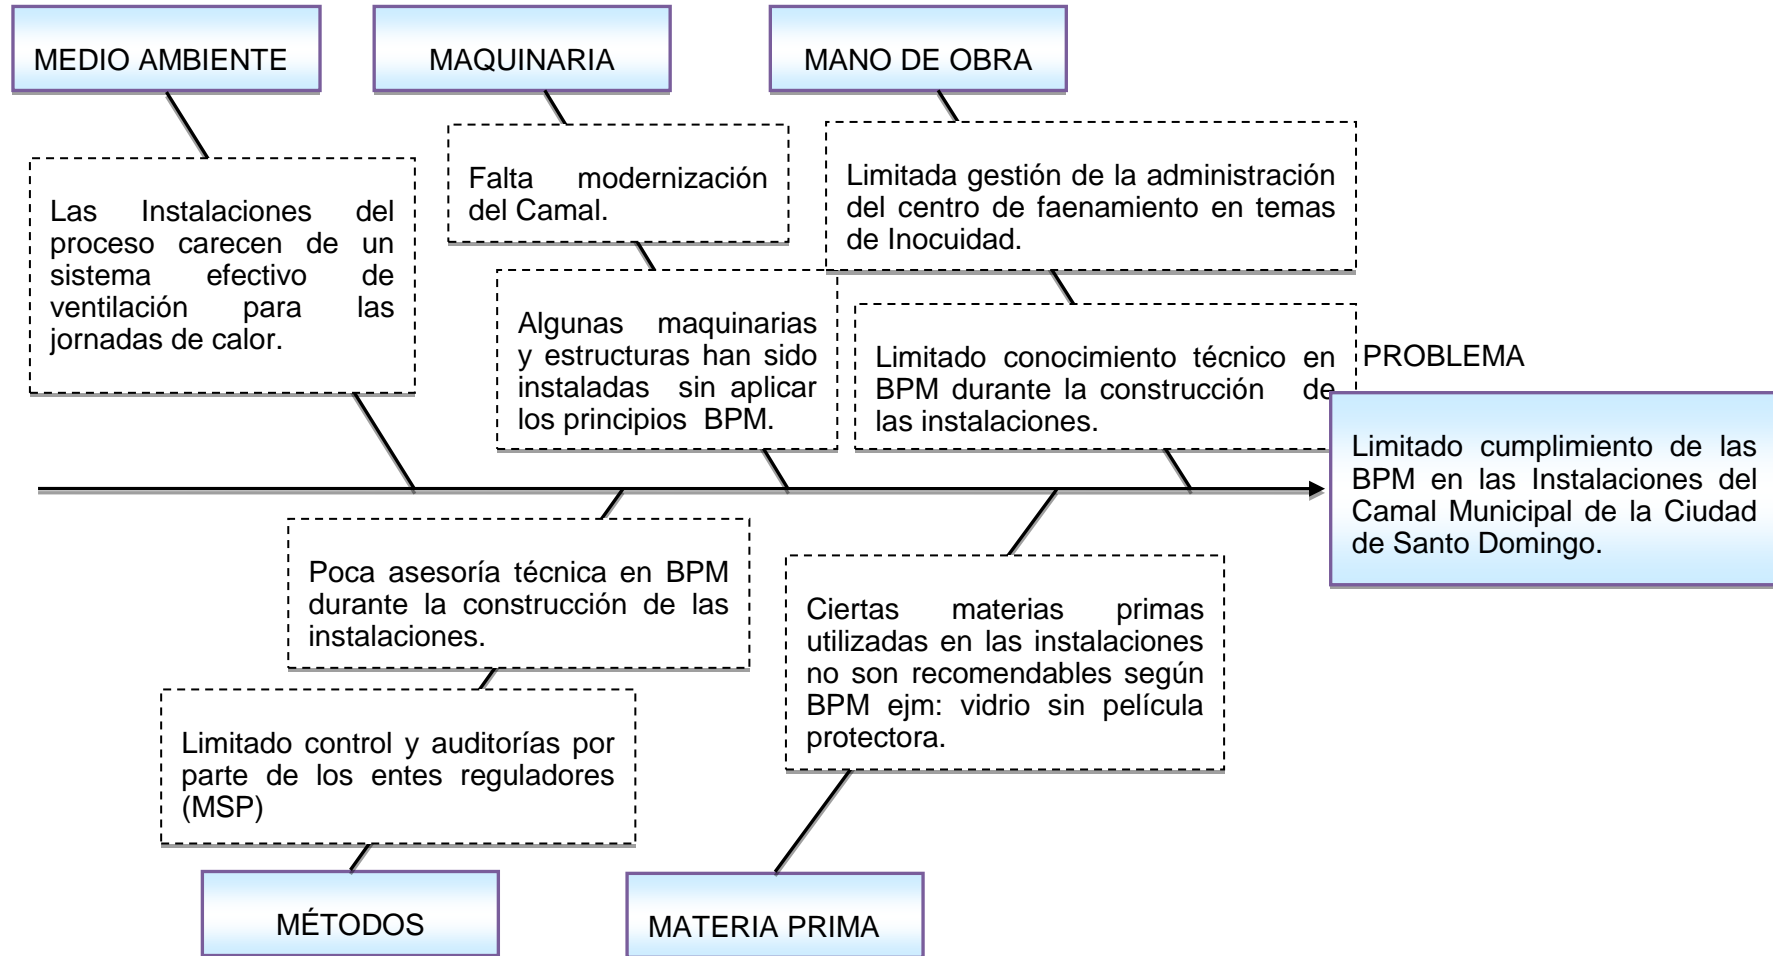 MEDIO AMBIENTE
MAQUINARIA
MANO DE OBRA
Las Instalaciones del
proceso carecen de un
sistema efectivo de
ventilación para las
jornadas de calor.
Falta modernización
del Camal.
Algunas maquinarias
y estructuras han sido
instaladas sin aplicar
los principios BPM.
Limitada gestión de la administración
del centro de faenamiento en temas
de Inocuidad.
Limitado conocimiento técnico en
BPM durante la construcción de
las instalaciones.
PROBLEMA
Limitado cumplimiento de las
BPM en las Instalaciones del
Camal Municipal de la Ciudad
de Santo Domingo.
Poca asesoría técnica en BPM
durante la construcción de las
instalaciones.
Limitado control y auditorías por
parte de los entes reguladores
(MSP)
Ciertas materias primas
utilizadas en las instalaciones
no son recomendables según
BPM ejm: vidrio sin película
protectora.
MÉTODOS
MATERIA PRIMA